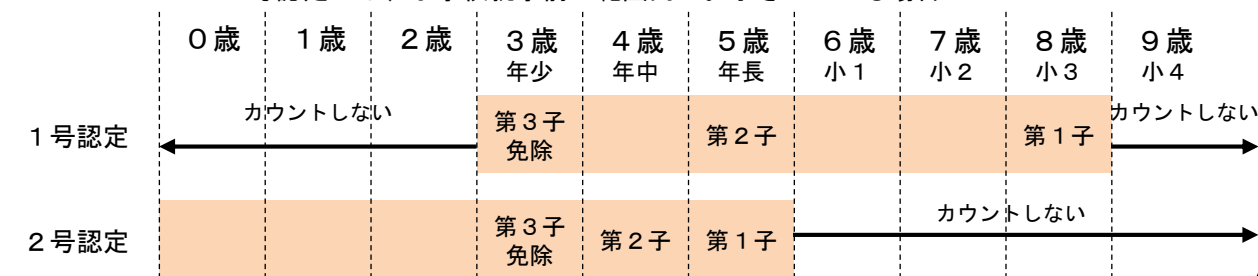 ０歳 １歳 ２歳 ３歳 ４歳 ５歳 ６歳 ７歳 ８歳 ９歳
年少 年中 年長 小１ 小２ 小３ 小４
カウントしない カウントしない
１号認定 第３子 第２子 第１子
免除
カウントしない
２号認定 第３子 第２子 第１子
免除